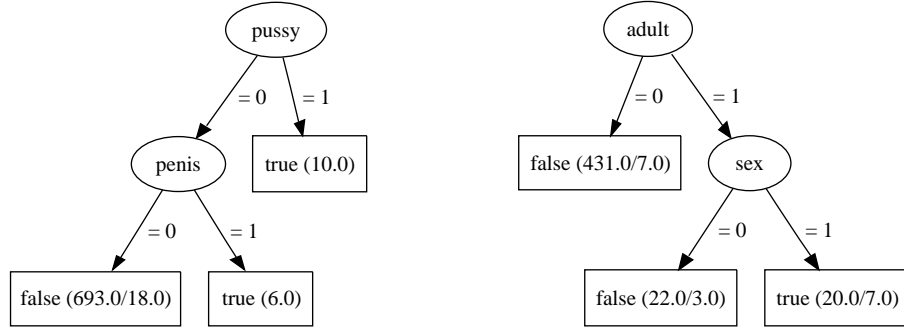 pussy
adult
= 0
= 1
= 0
= 1
penis
true (10.0)
false (431.0/7.0)
sex
= 0
= 1
= 0
= 1
false (693.0/18.0)
true (6.0)
false (22.0/3.0)
true (20.0/7.0)